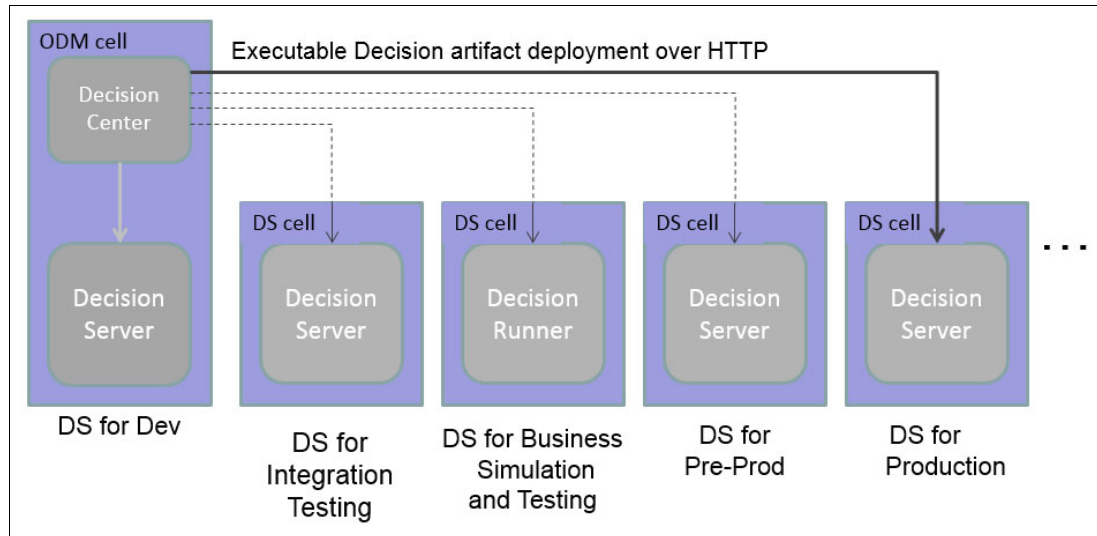 ODM cell
Executable Decision artifact deployment over HTTP
Decision
Center
Decision
Server
DS for Dev
DS cell
Decision
Server
DS for
Integration
Testing
DS cell
Decision
Runner
DS for Business
Simulation
and Testing
DS cell
Decision
Server
DS for
Pre-Prod
DS cell
Decision
Server
DS for
Production
...